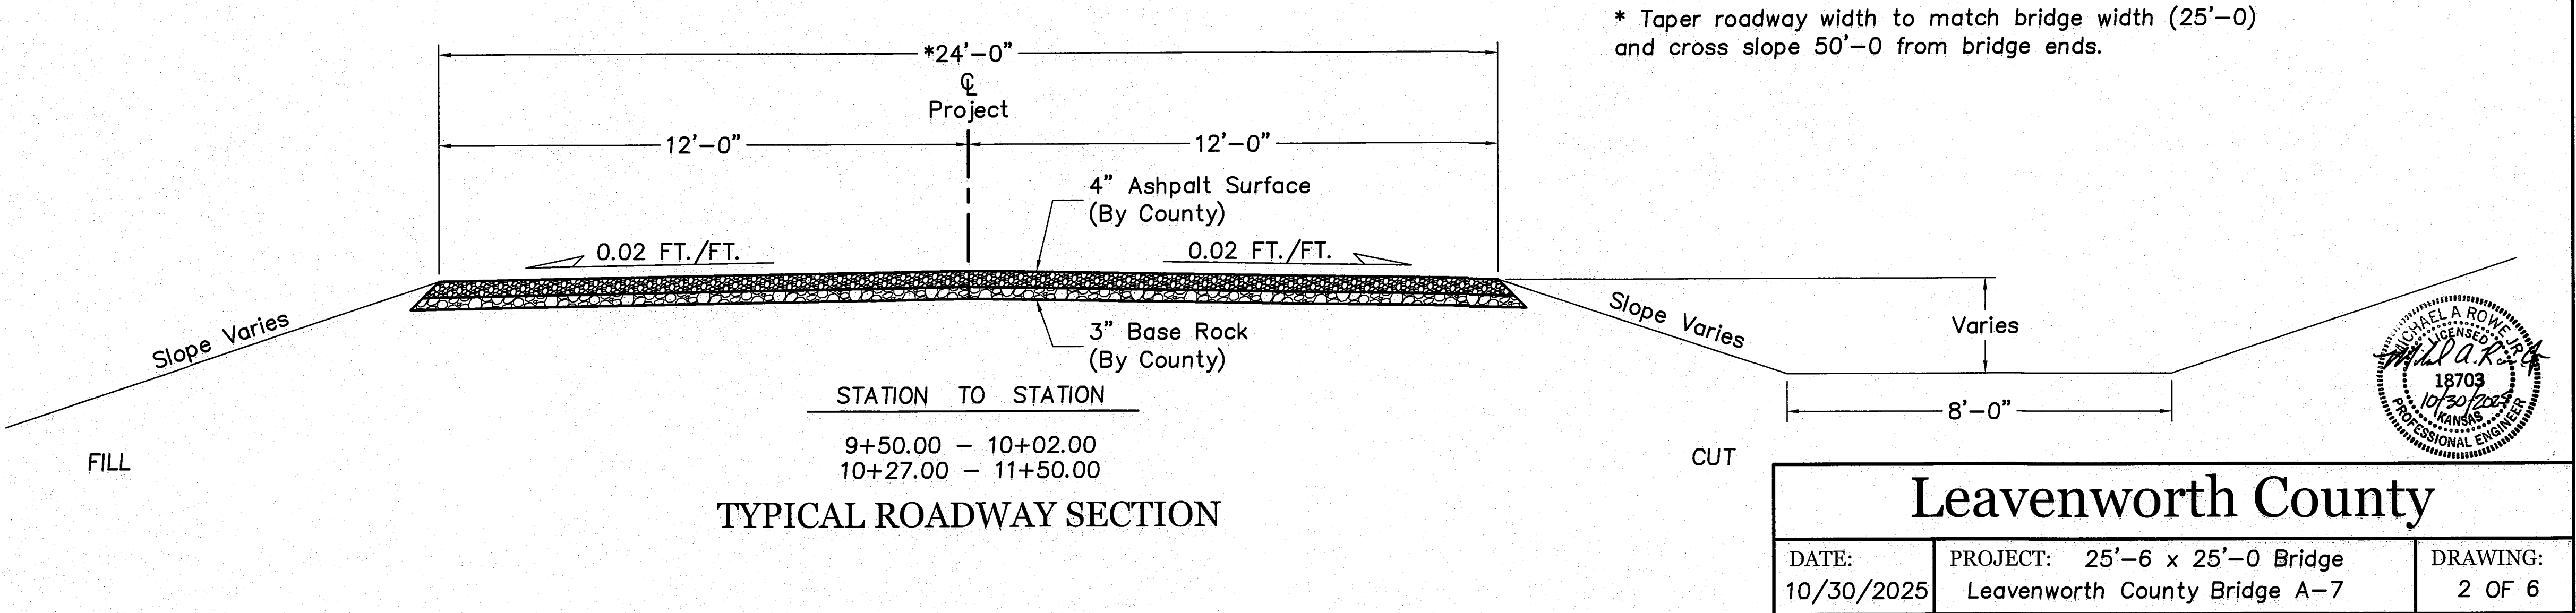 * Taper roadway width to match bridge width (25'-0)
and cross slope 50'-0 from bridge ends.
*24'-0"
℄
Project
12'-0"
12'-0"
4" Ashpalt Surface
(By County)
0.02 FT./FT.
0.02 FT./FT.
Slope Varies
Slope Varies
Varies
3" Base Rock
(By County)
8'-0"
STATION TO STATION
9+50.00 - 10+02.00
10+27.00 - 11+50.00
FILL
CUT
TYPICAL ROADWAY SECTION
MICHAEL A ROWE JR
LICENSED
18703
10/30/2025
KANSAS
PROFESSIONAL ENGINEER
Leavenworth County
DATE:
10/30/2025
PROJECT: 25'-6 x 25'-0 Bridge
Leavenworth County Bridge A-7
DRAWING:
2 OF 6